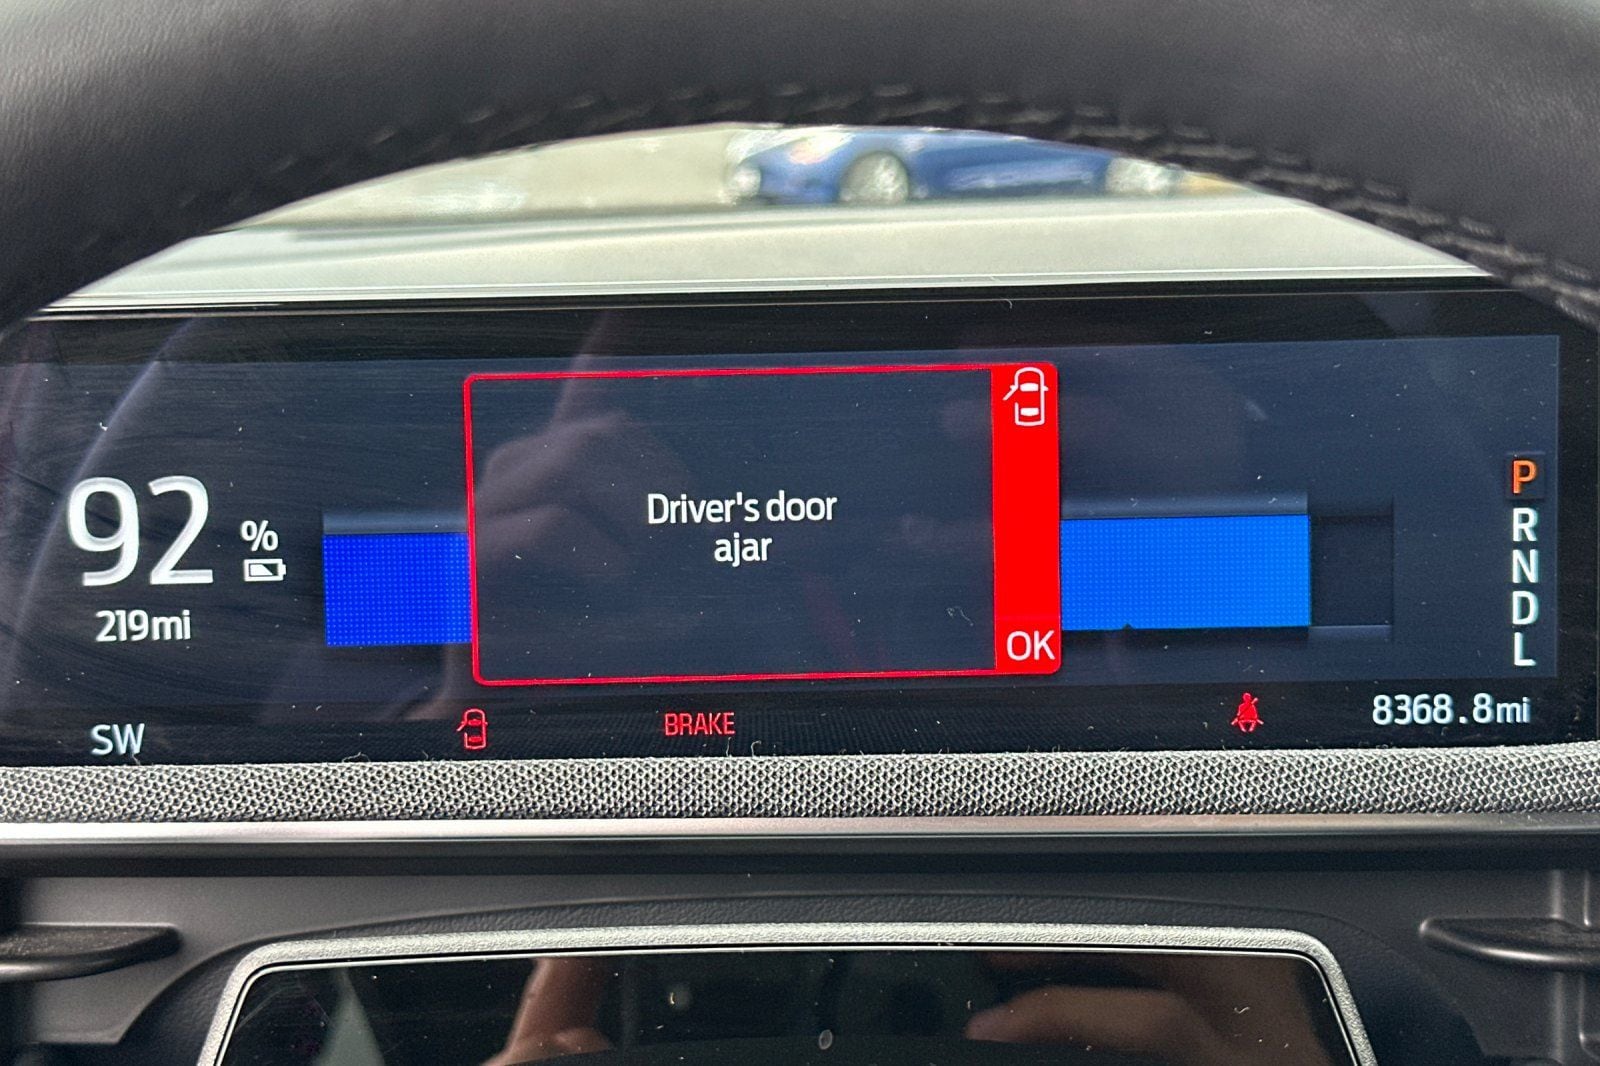 92 %
219mi
Driver's door
ajar
OK
P
R
N
D
L
SW
BRAKE
8368.8mi